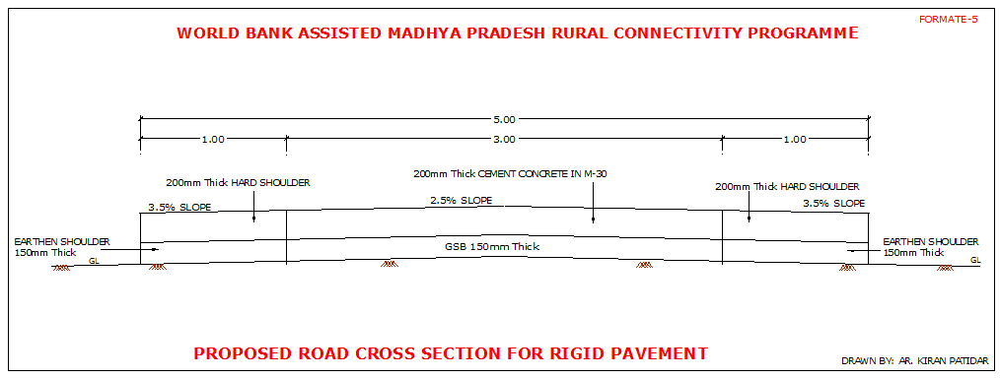 FORMATE-5
WORLD BANK ASSISTED MADHYA PRADESH RURAL CONNECTIVITY PROGRAMME
5.00
1.00 3.00 1.00
200mm Thick CEMENT CONCRETE IN M-30
200mm Thick HARD SHOULDER
200mm Thick HARD SHOULDER
3.5% SLOPE 2.5% SLOPE 3.5% SLOPE
EARTHEN SHOULDER
150mm Thick
GSB 150mm Thick
EARTHEN SHOULDER
150mm Thick
GL GL
PROPOSED ROAD CROSS SECTION FOR RIGID PAVEMENT
DRAWN BY: AR. KIRAN PATIDAR